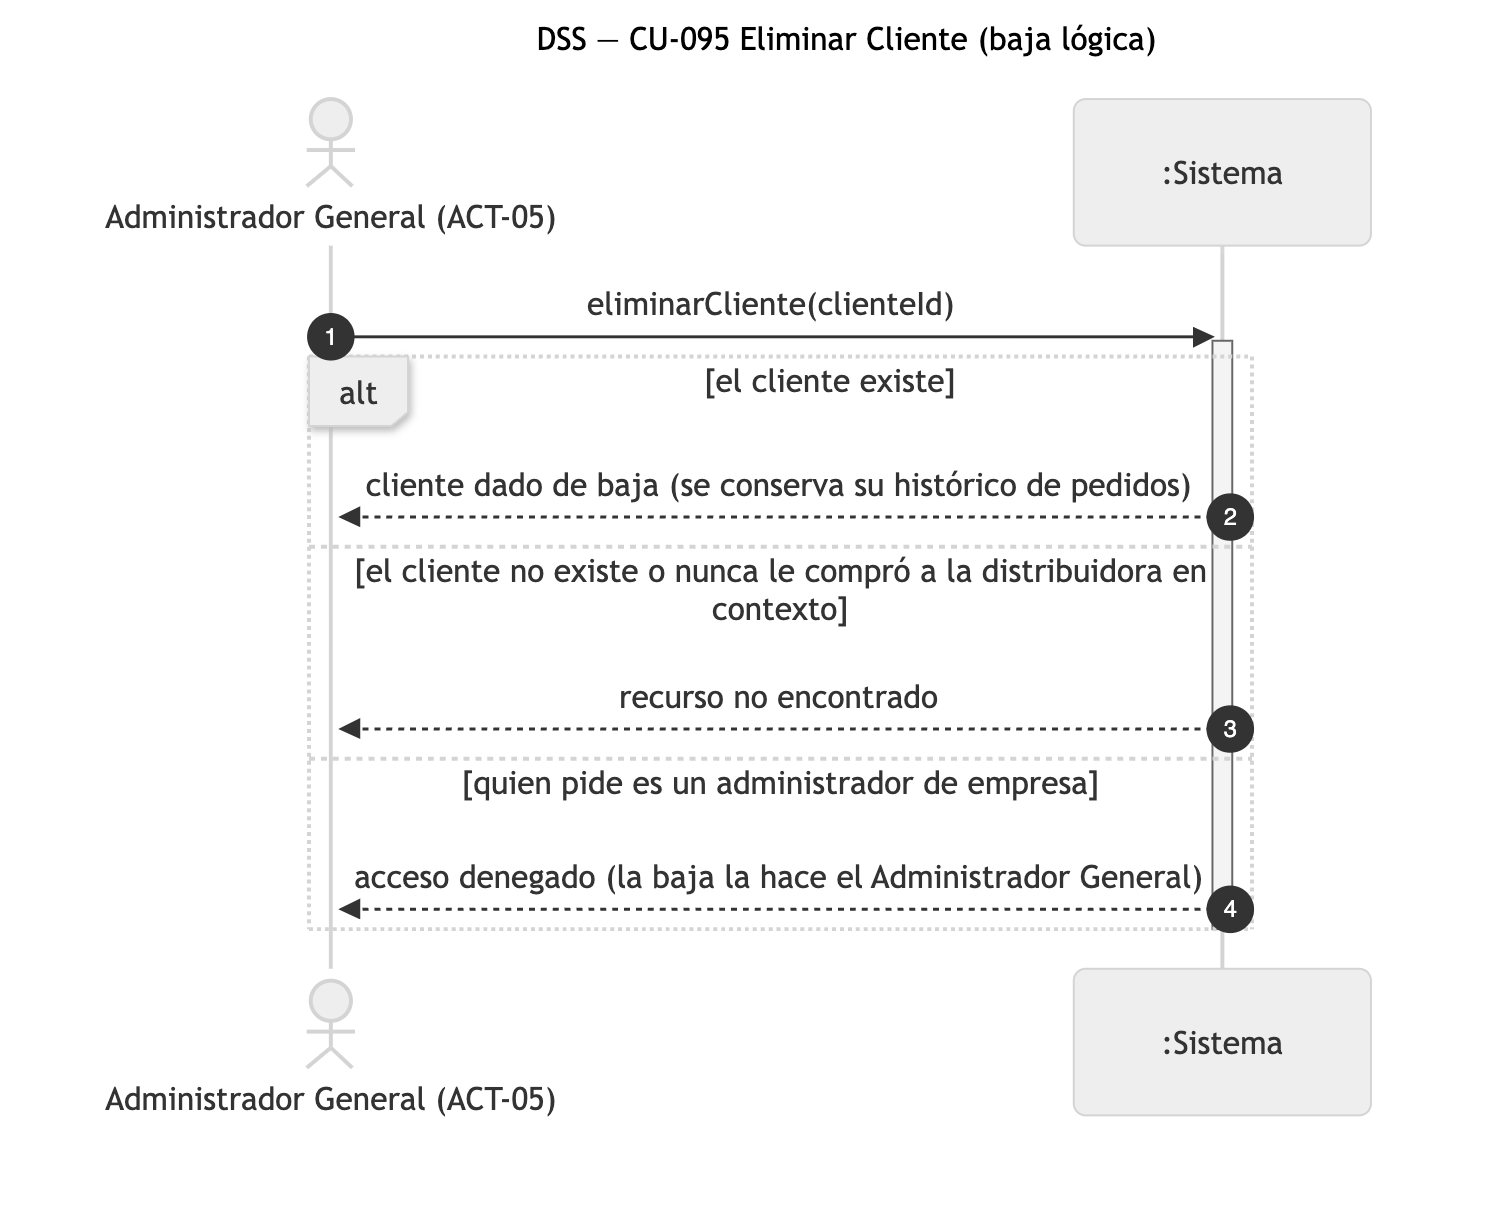 DSS — CU-095 Eliminar Cliente (baja lógica)
Administrador General (ACT-05)
:Sistema
eliminarCliente(clienteId)
1
alt
[el cliente existe]
cliente dado de baja (se conserva su histórico de pedidos)
2
[el cliente no existe o nunca le compró a la distribuidora en
contexto]
recurso no encontrado
3
[quien pide es un administrador de empresa]
acceso denegado (la baja la hace el Administrador General)
4
Administrador General (ACT-05)
:Sistema